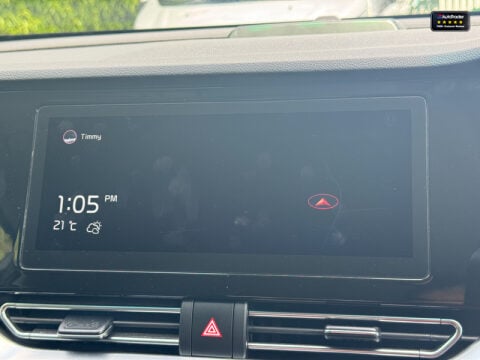 AutoTrader
Timmy
1:05 PM
21 ℃